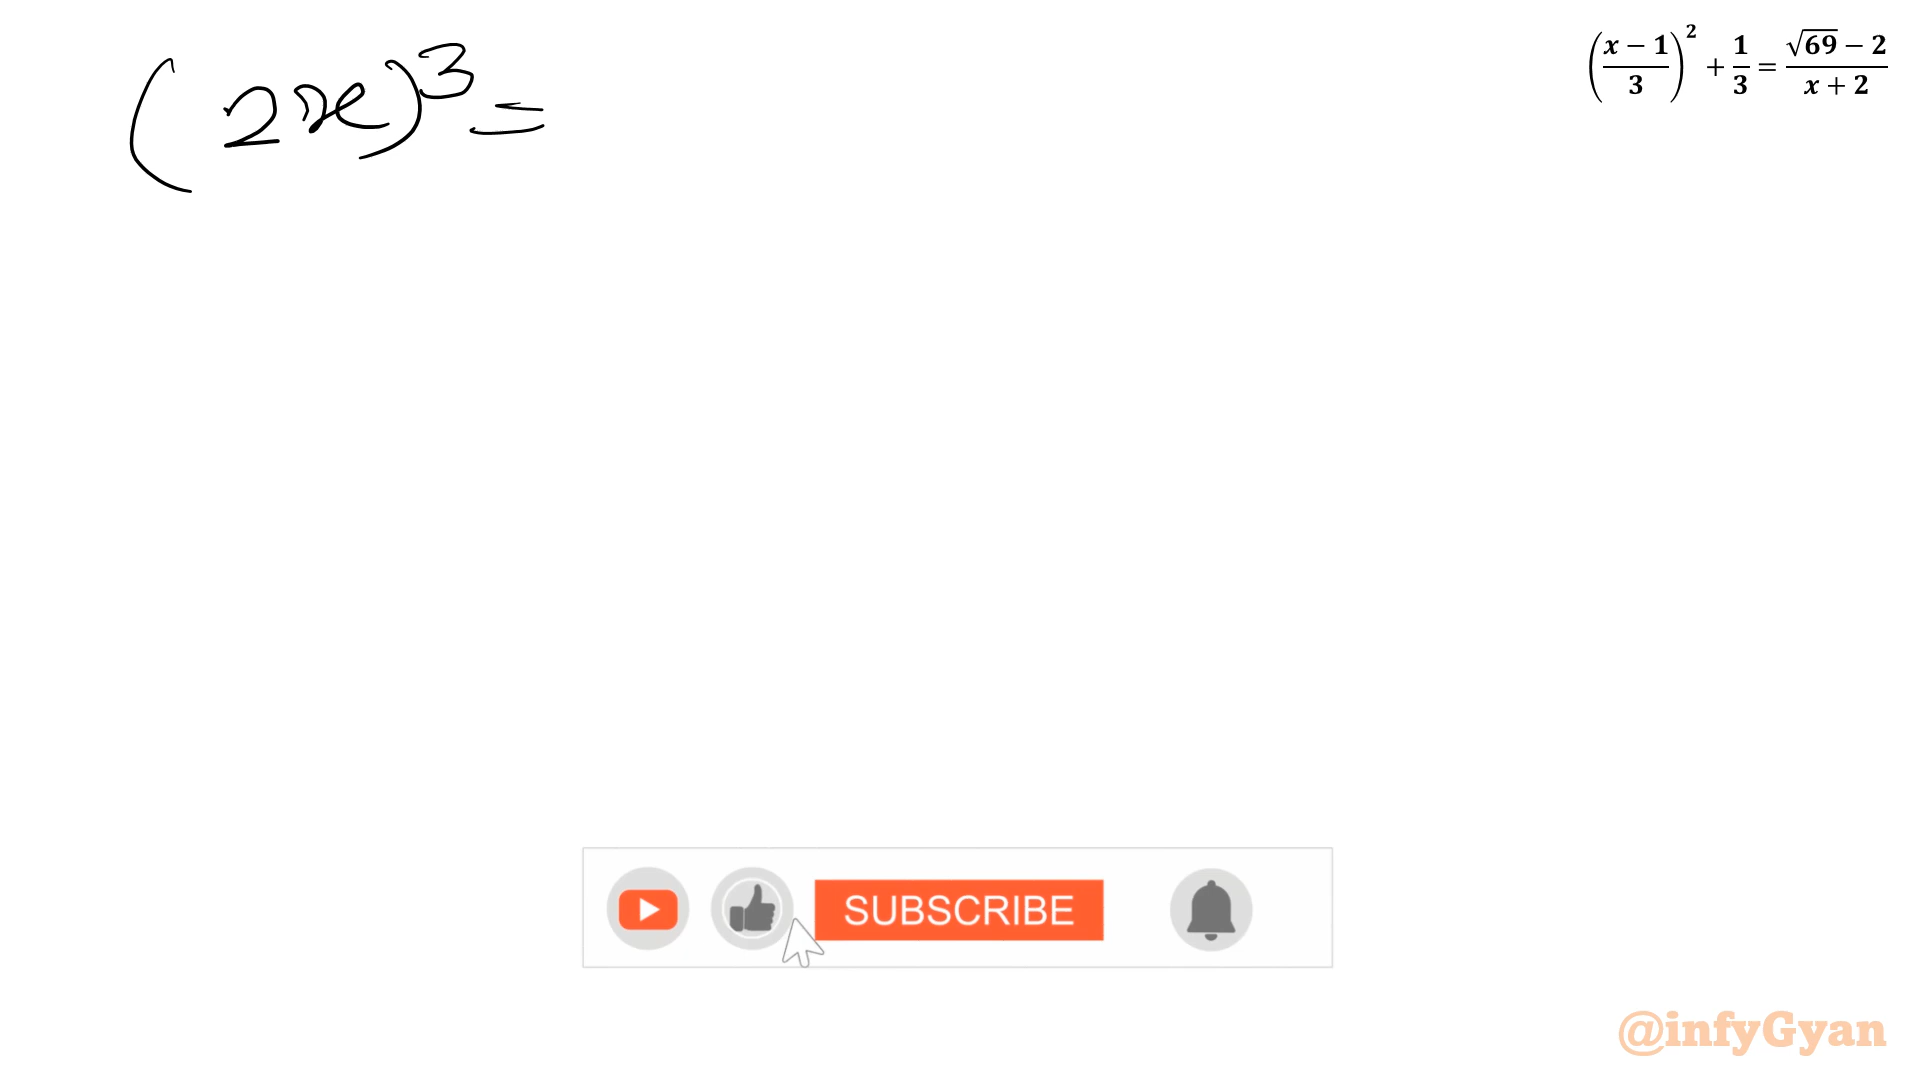 (2x)³ =
((x − 1)/3)² + 1/3 = (√69 − 2)/(x + 2)
SUBSCRIBE
@infyGyan